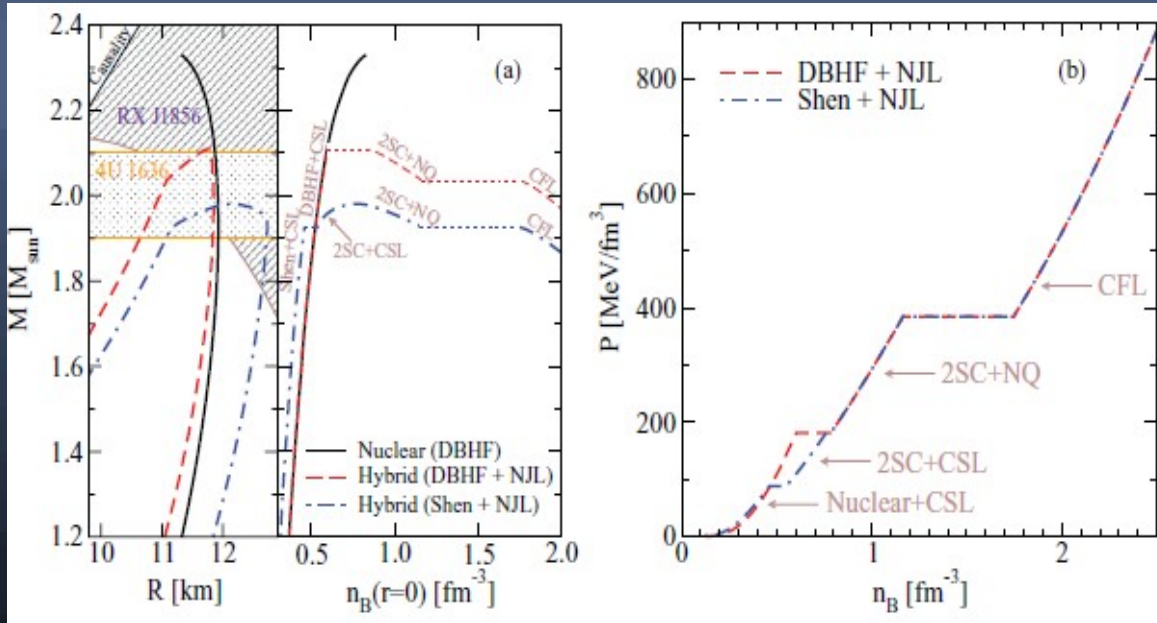 2.4
2.2
2.0
1.8
1.6
1.4
1.2
M [M_sun]
Causality
RX J1856
4U 1636
10
11
12
R [km]
(a)
Shen+CSL
DBHF+CSL
2SC+NQ
CFL
2SC+NQ
CFL
2SC+CSL
Nuclear (DBHF)
Hybrid (DBHF + NJL)
Hybrid (Shen + NJL)
0.5
1.0
1.5
2.0
n_B(r=0) [fm^-3]
800
600
400
200
0
P [MeV/fm^3]
DBHF + NJL
Shen + NJL
(b)
CFL
2SC+NQ
2SC+CSL
Nuclear+CSL
0
1
2
n_B [fm^-3]